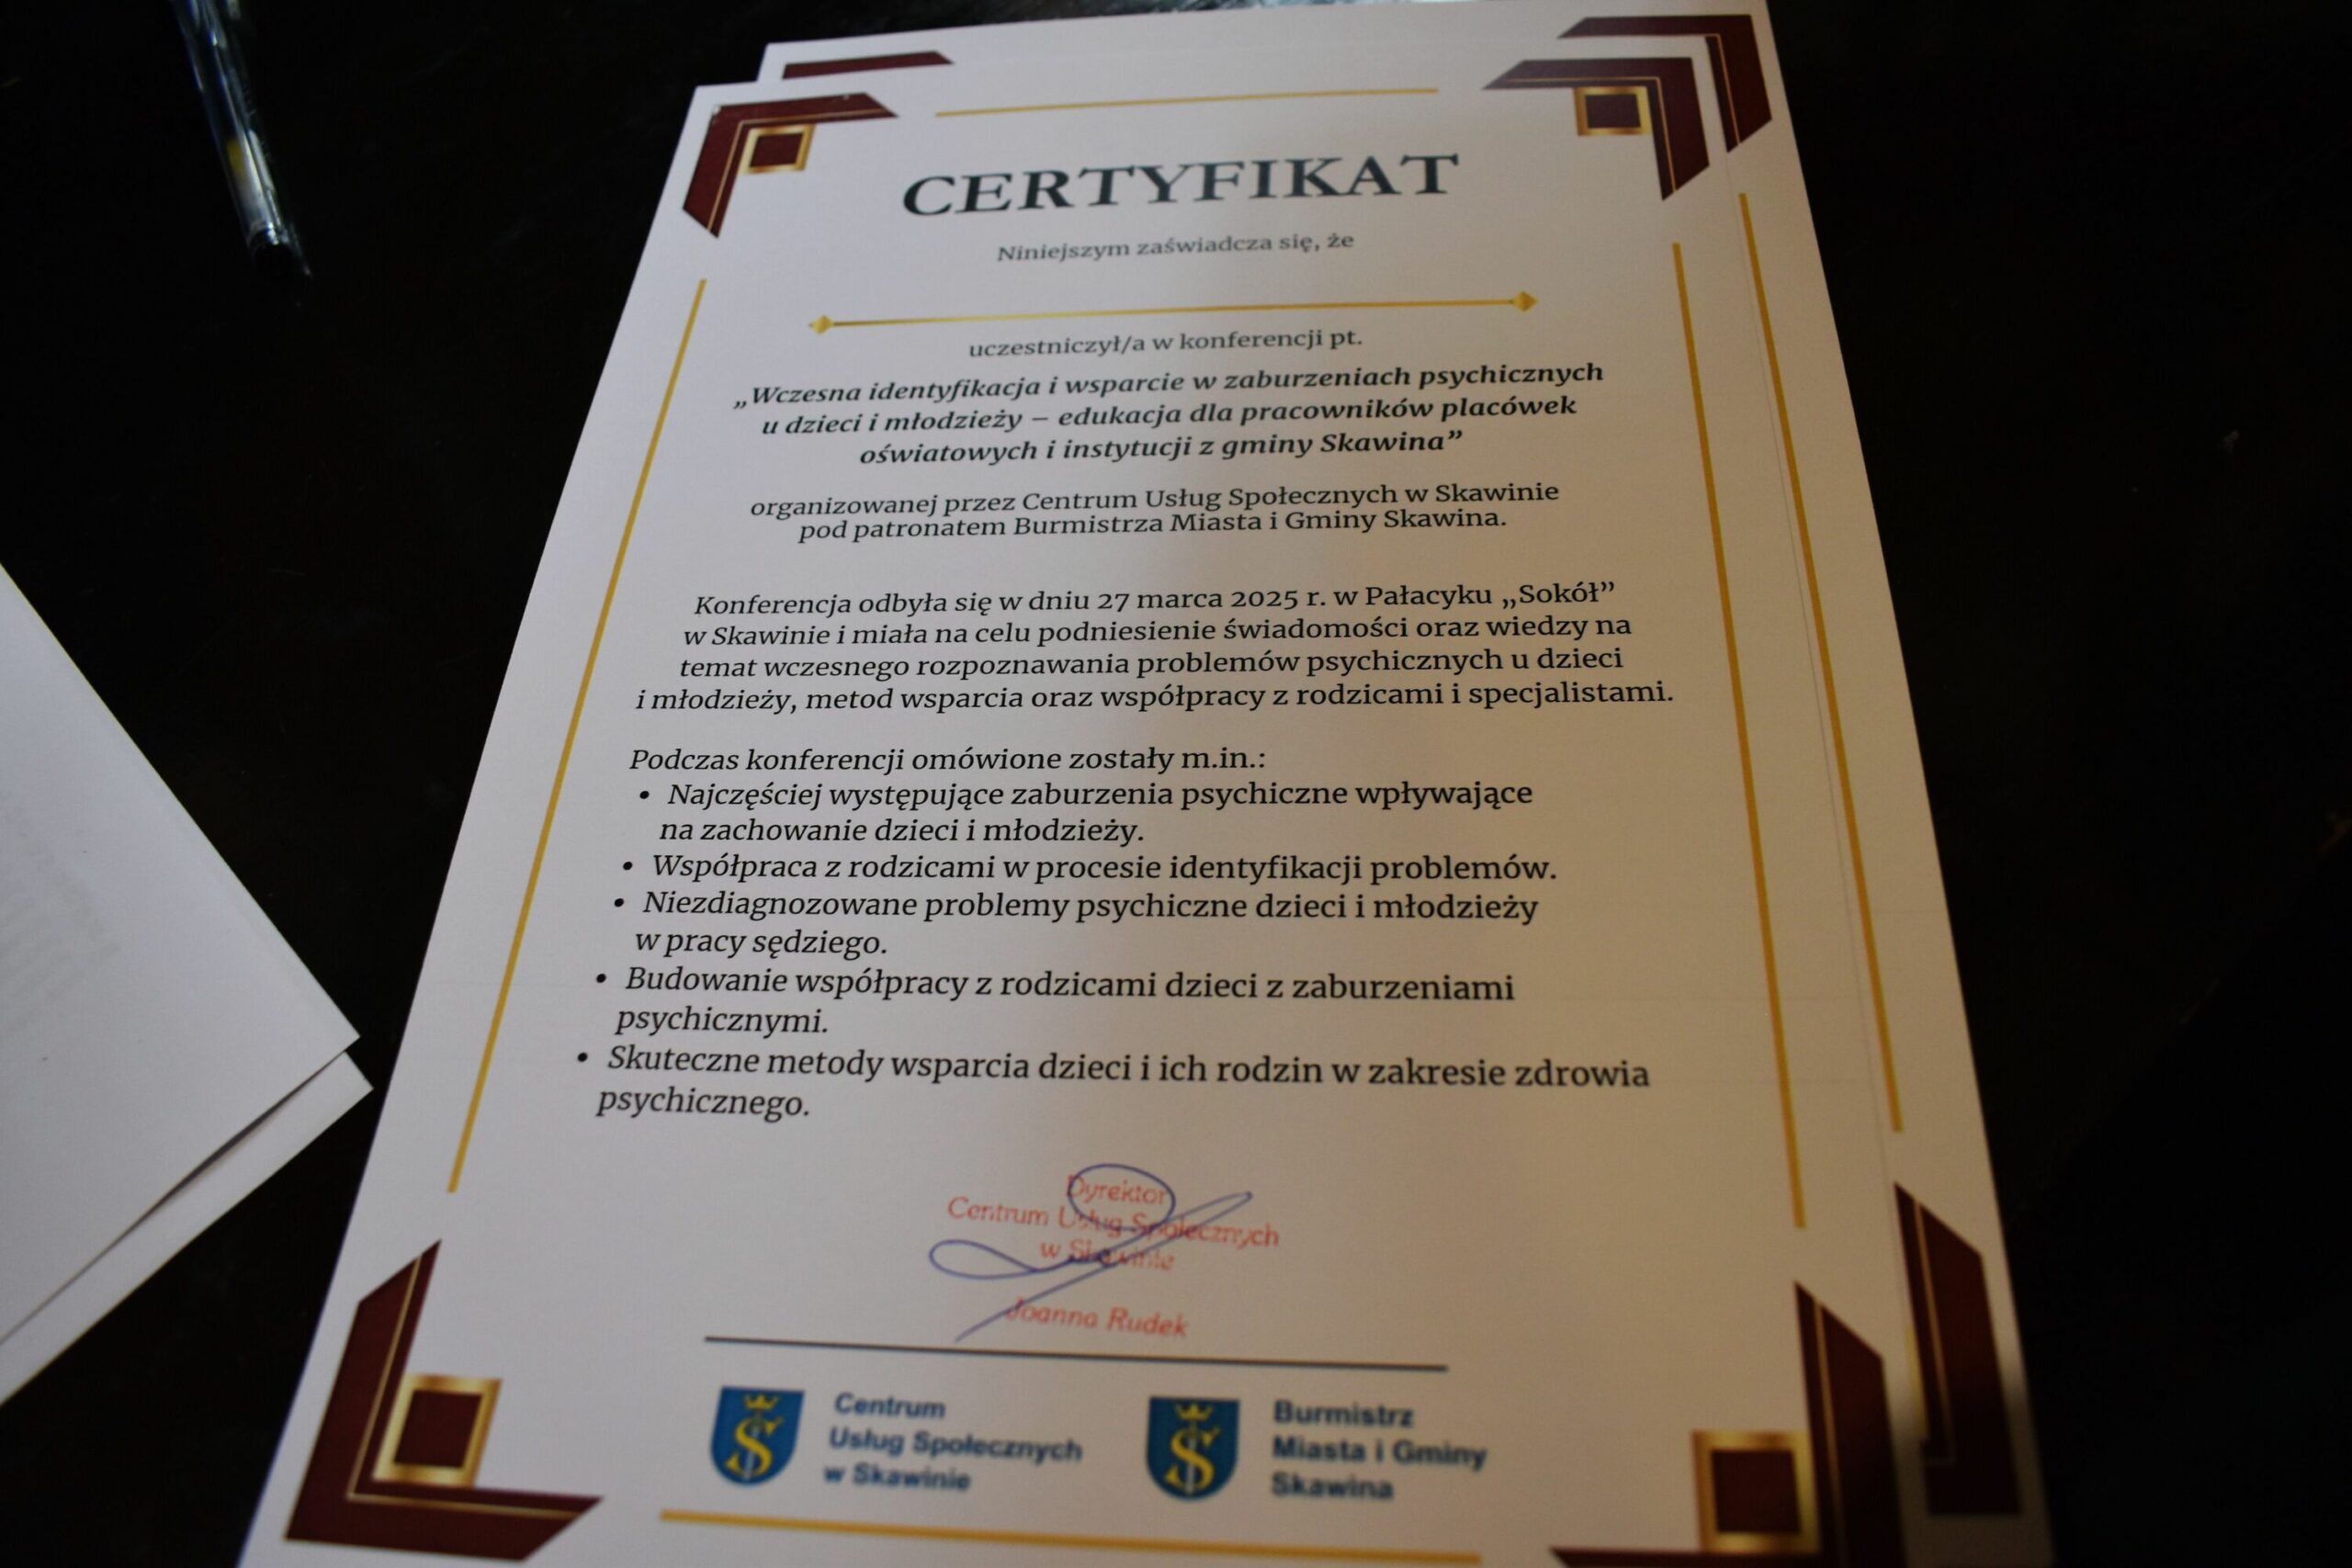 CERTYFIKAT
Niniejszym zaświadcza się, że
uczestniczył/a w konferencji pt.
„Wczesna identyfikacja i wsparcie w zaburzeniach psychicznych
u dzieci i młodzieży – edukacja dla pracowników placówek
oświatowych i instytucji z gminy Skawina”
organizowanej przez Centrum Usług Społecznych w Skawinie
pod patronatem Burmistrza Miasta i Gminy Skawina.
Konferencja odbyła się w dniu 27 marca 2025 r. w Pałacyku „Sokół”
w Skawinie i miała na celu podniesienie świadomości oraz wiedzy na
temat wczesnego rozpoznawania problemów psychicznych u dzieci
i młodzieży, metod wsparcia oraz współpracy z rodzicami i specjalistami.
Podczas konferencji omówione zostały m.in.:
• Najczęściej występujące zaburzenia psychiczne wpływające
na zachowanie dzieci i młodzieży.
• Współpraca z rodzicami w procesie identyfikacji problemów.
• Niezdiagnozowane problemy psychiczne dzieci i młodzieży
w pracy sędziego.
• Budowanie współpracy z rodzicami dzieci z zaburzeniami
psychicznymi.
• Skuteczne metody wsparcia dzieci i ich rodzin w zakresie zdrowia
psychicznego.
Dyrektor
Centrum Usług Społecznych
w Skawinie
Joanna Rudek
Centrum
Usług Społecznych
w Skawinie
Burmistrz
Miasta i Gminy
Skawina